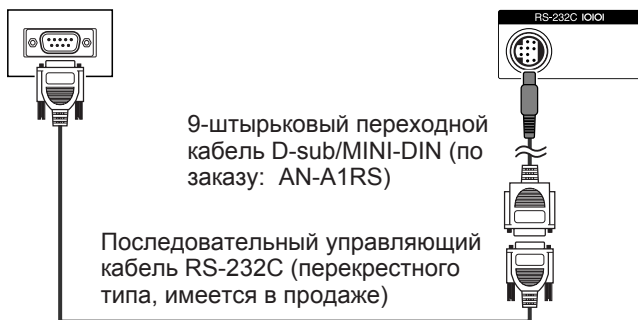 RS-232C IOIOI
9-штырьковый переходной
кабель D-sub/MINI-DIN (по
заказу: AN-A1RS)
Последовательный управляющий
кабель RS-232C (перекрестного
типа, имеется в продаже)